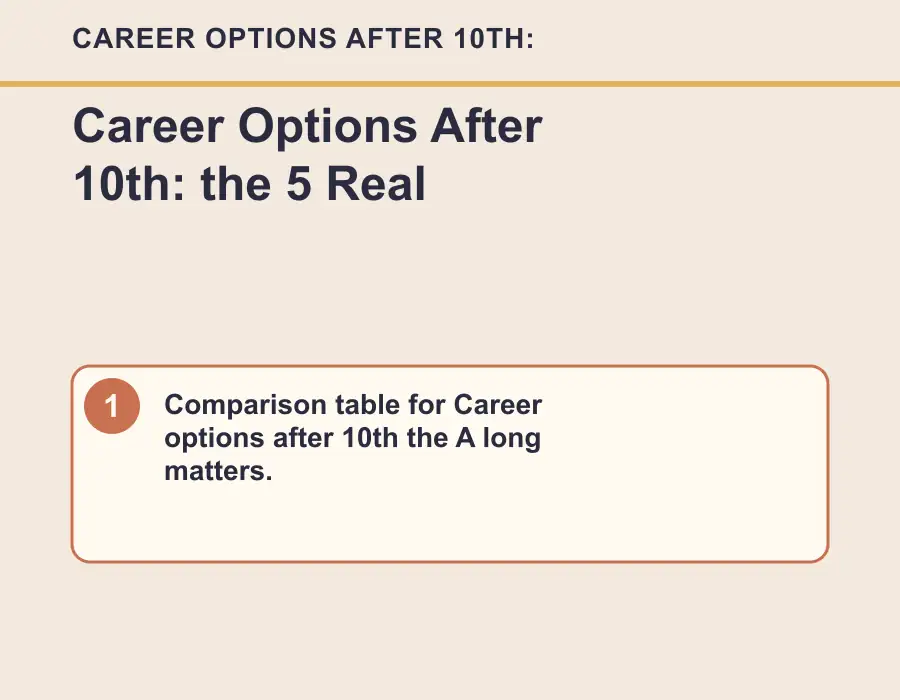 CAREER OPTIONS AFTER 10TH:
Career Options After
10th: the 5 Real
1
Comparison table for Career
options after 10th the A long
matters.